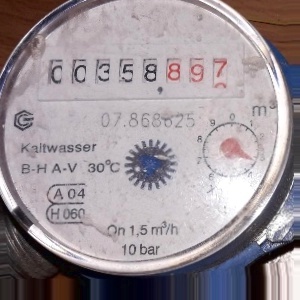 00358897
m³
07.868625
Kaltwasser
B-H A-V 30°C
A 04
H 060
Qn 1,5 m³/h
10 bar